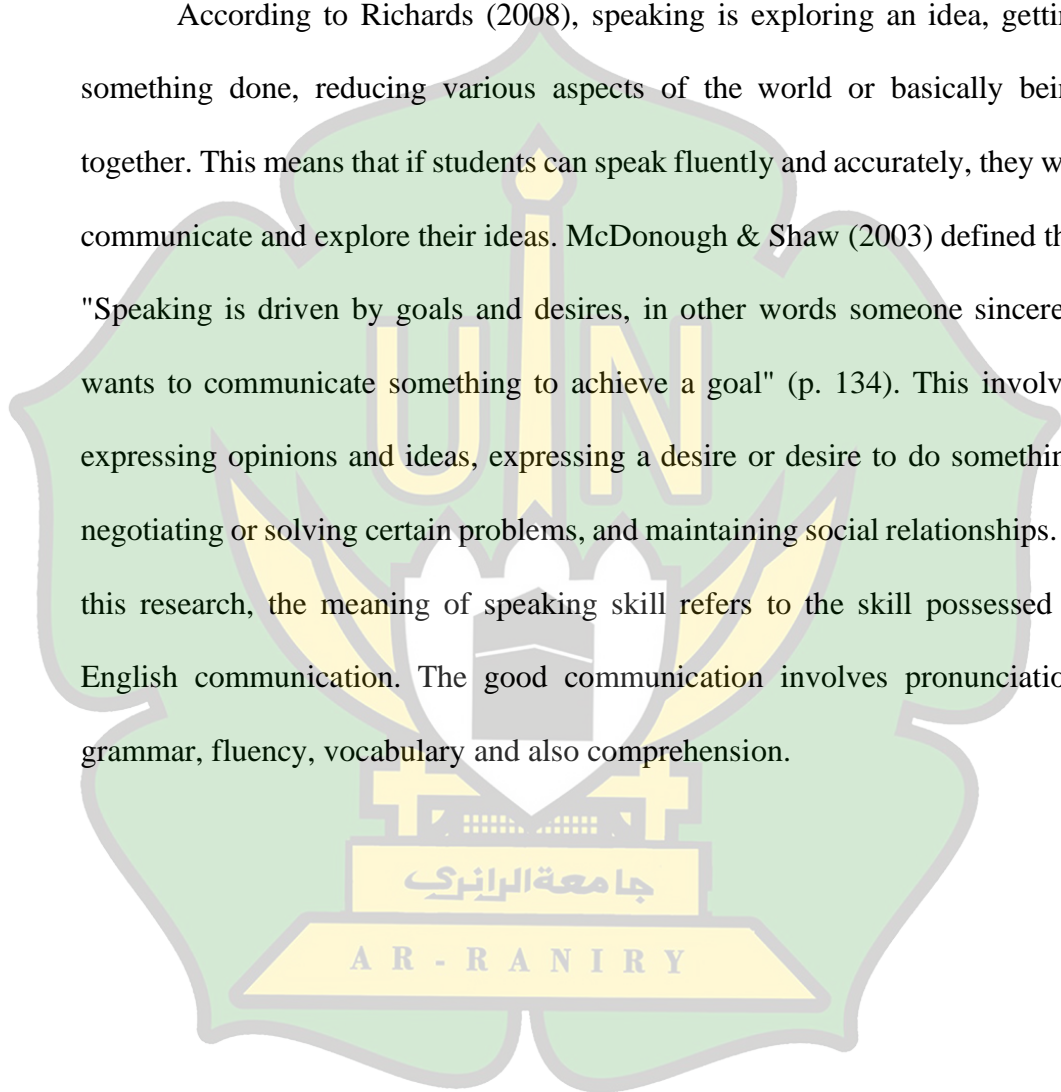 According to Richards (2008), speaking is exploring an idea, gettin
something done, reducing various aspects of the world or basically bein
together. This means that if students can speak fluently and accurately, they w
communicate and explore their ideas. McDonough & Shaw (2003) defined th
"Speaking is driven by goals and desires, in other words someone sincere
wants to communicate something to achieve a goal" (p. 134). This involv
expressing opinions and ideas, expressing a desire or desire to do somethin
negotiating or solving certain problems, and maintaining social relationships.
this research, the meaning of speaking skill refers to the skill possessed
English communication. The good communication involves pronunciatio
grammar, fluency, vocabulary and also comprehension.
UIN
جامعة الرانري
AR-RANIRY